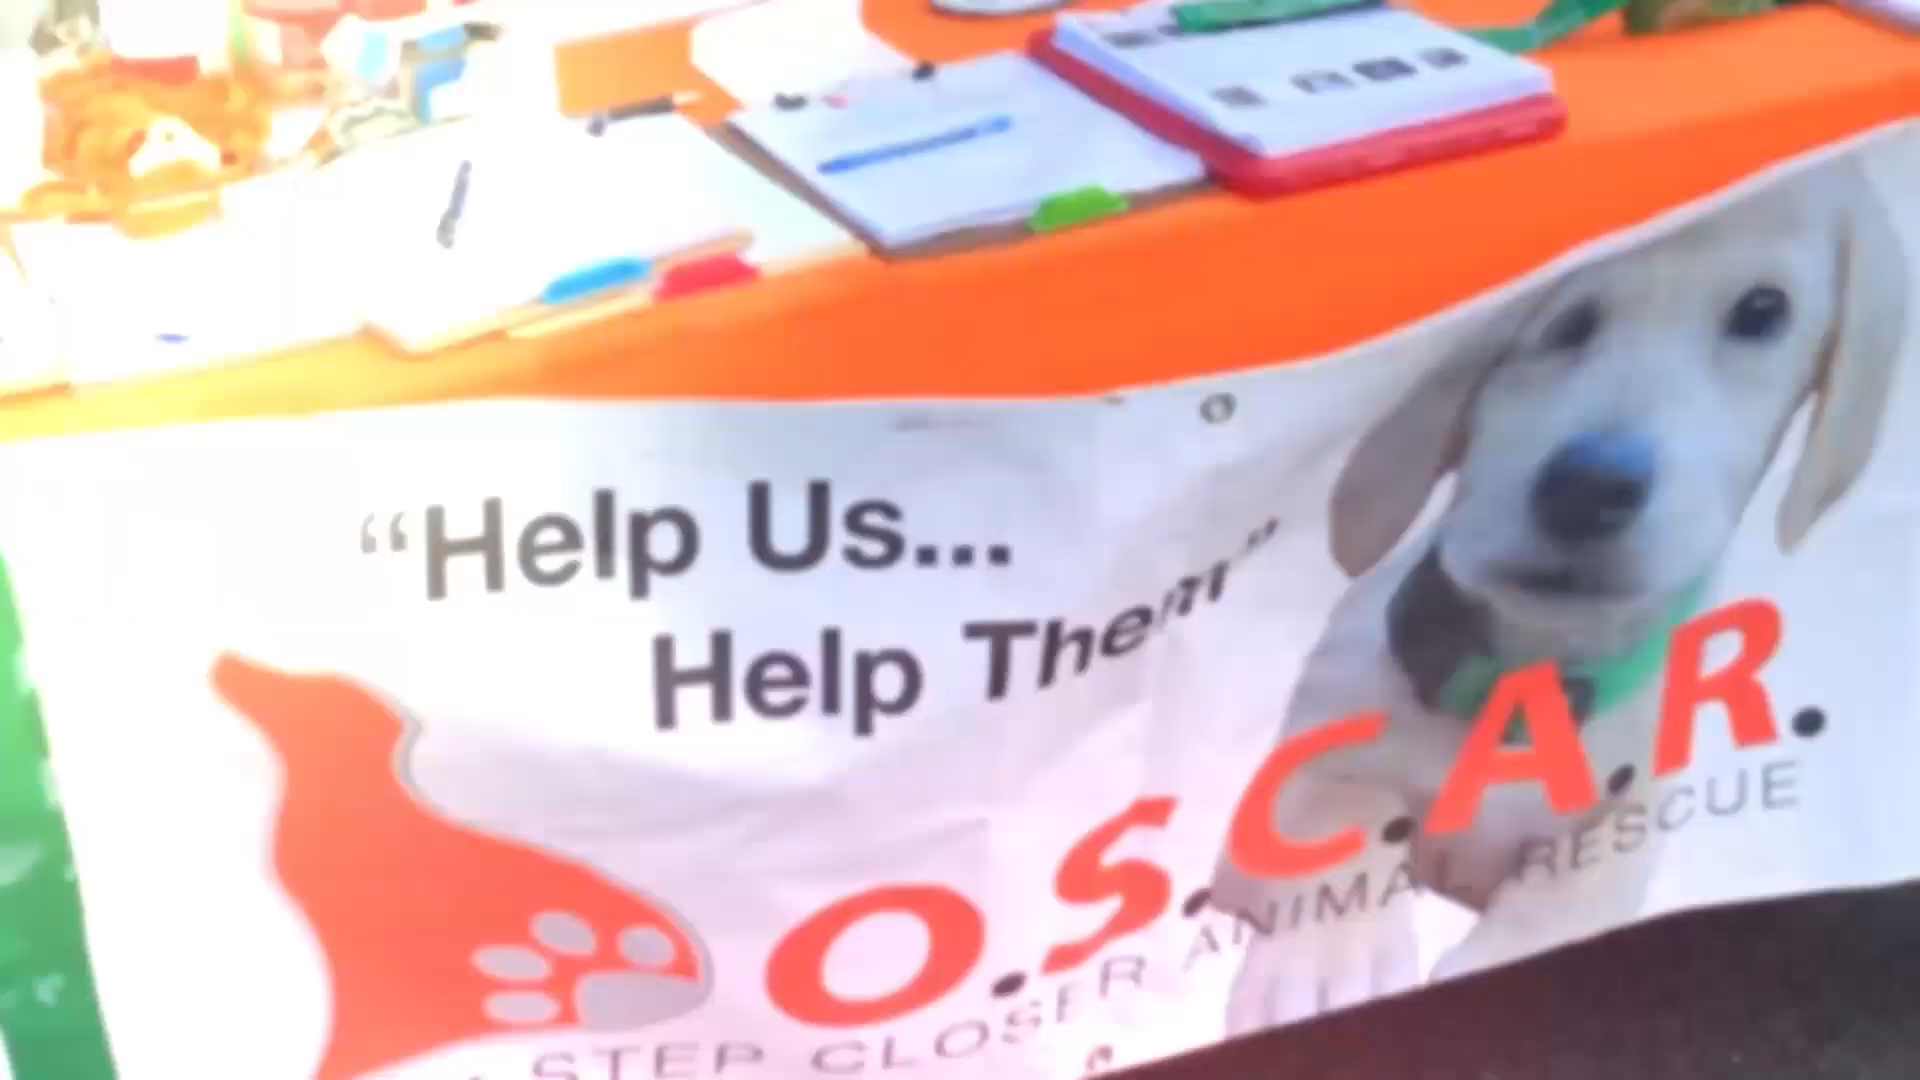 “Help Us...
Help Them”
O.S.C.A.R.
STEP CLOSER ANIMAL RESCUE